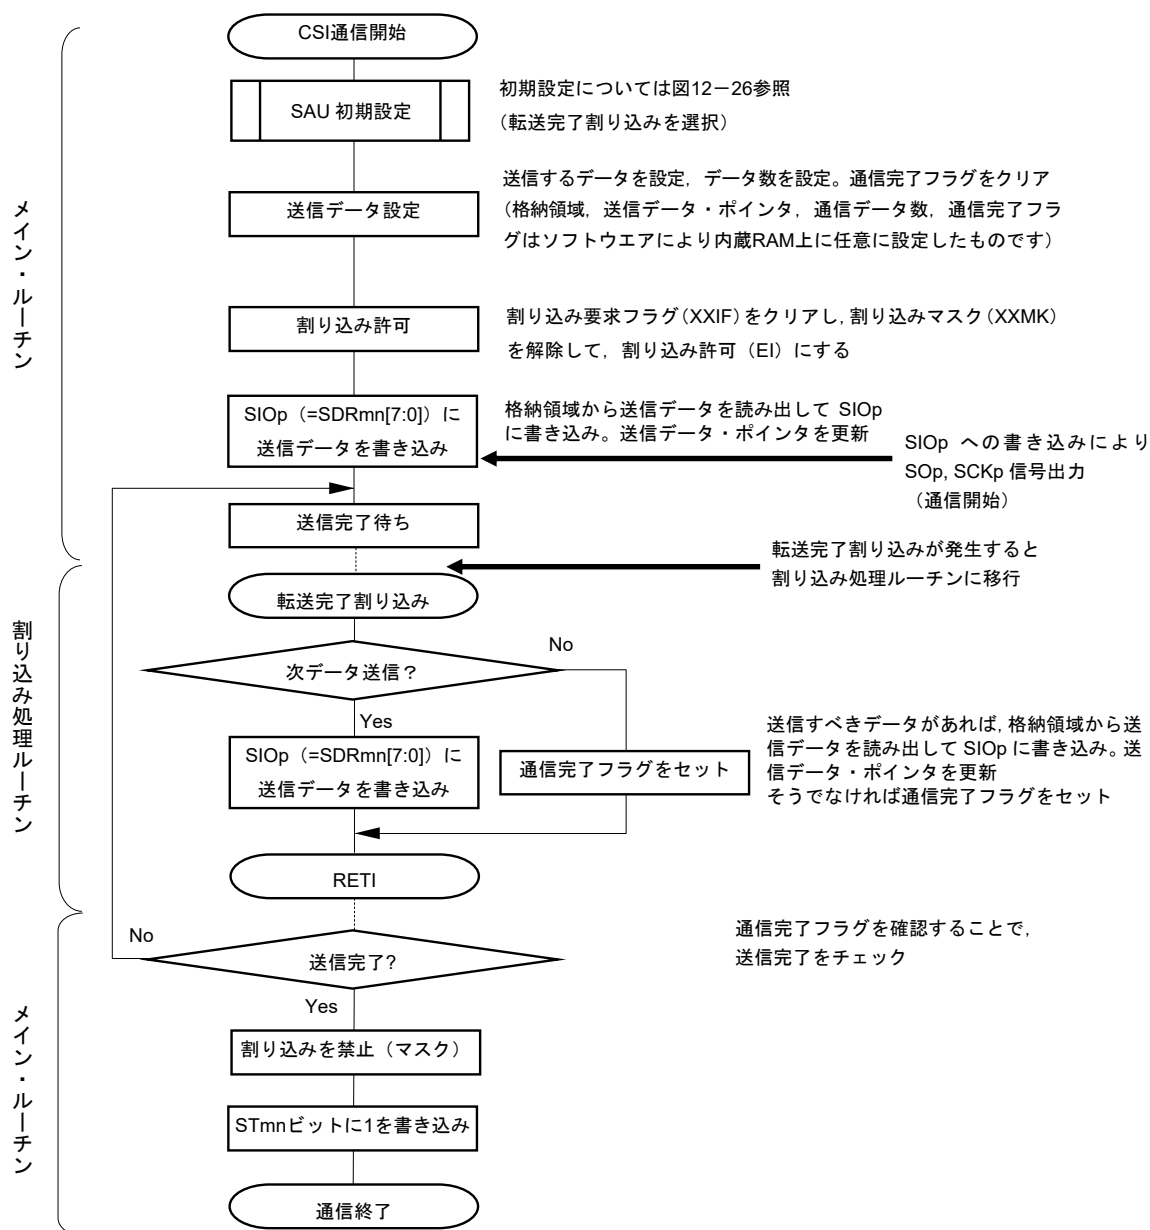 CSI通信開始
SAU 初期設定
初期設定については図12－26参照
（転送完了割り込みを選択）
メイン・ルーチン
送信データ設定
送信するデータを設定，データ数を設定。通信完了フラグをクリア
（格納領域，送信データ・ポインタ，通信データ数，通信完了フラ
グはソフトウエアにより内蔵RAM上に任意に設定したものです）
割り込み許可
割り込み要求フラグ（XXIF）をクリアし，割り込みマスク（XXMK）
を解除して，割り込み許可（EI）にする
SIOp（=SDRmn[7:0]）に
送信データを書き込み
格納領域から送信データを読み出して SIOp
に書き込み。送信データ・ポインタを更新
SIOp への書き込みにより
SOp, SCKp 信号出力
（通信開始）
送信完了待ち
転送完了割り込みが発生すると
割り込み処理ルーチンに移行
割り込み処理ルーチン
転送完了割り込み
次データ送信？
No
Yes
SIOp（=SDRmn[7:0]）に
送信データを書き込み
通信完了フラグをセット
送信すべきデータがあれば，格納領域から送
信データを読み出して SIOp に書き込み。送
信データ・ポインタを更新
そうでなければ通信完了フラグをセット
RETI
メイン・ルーチン
No
送信完了?
通信完了フラグを確認することで，
送信完了をチェック
Yes
割り込みを禁止（マスク）
STmnビットに1を書き込み
通信終了